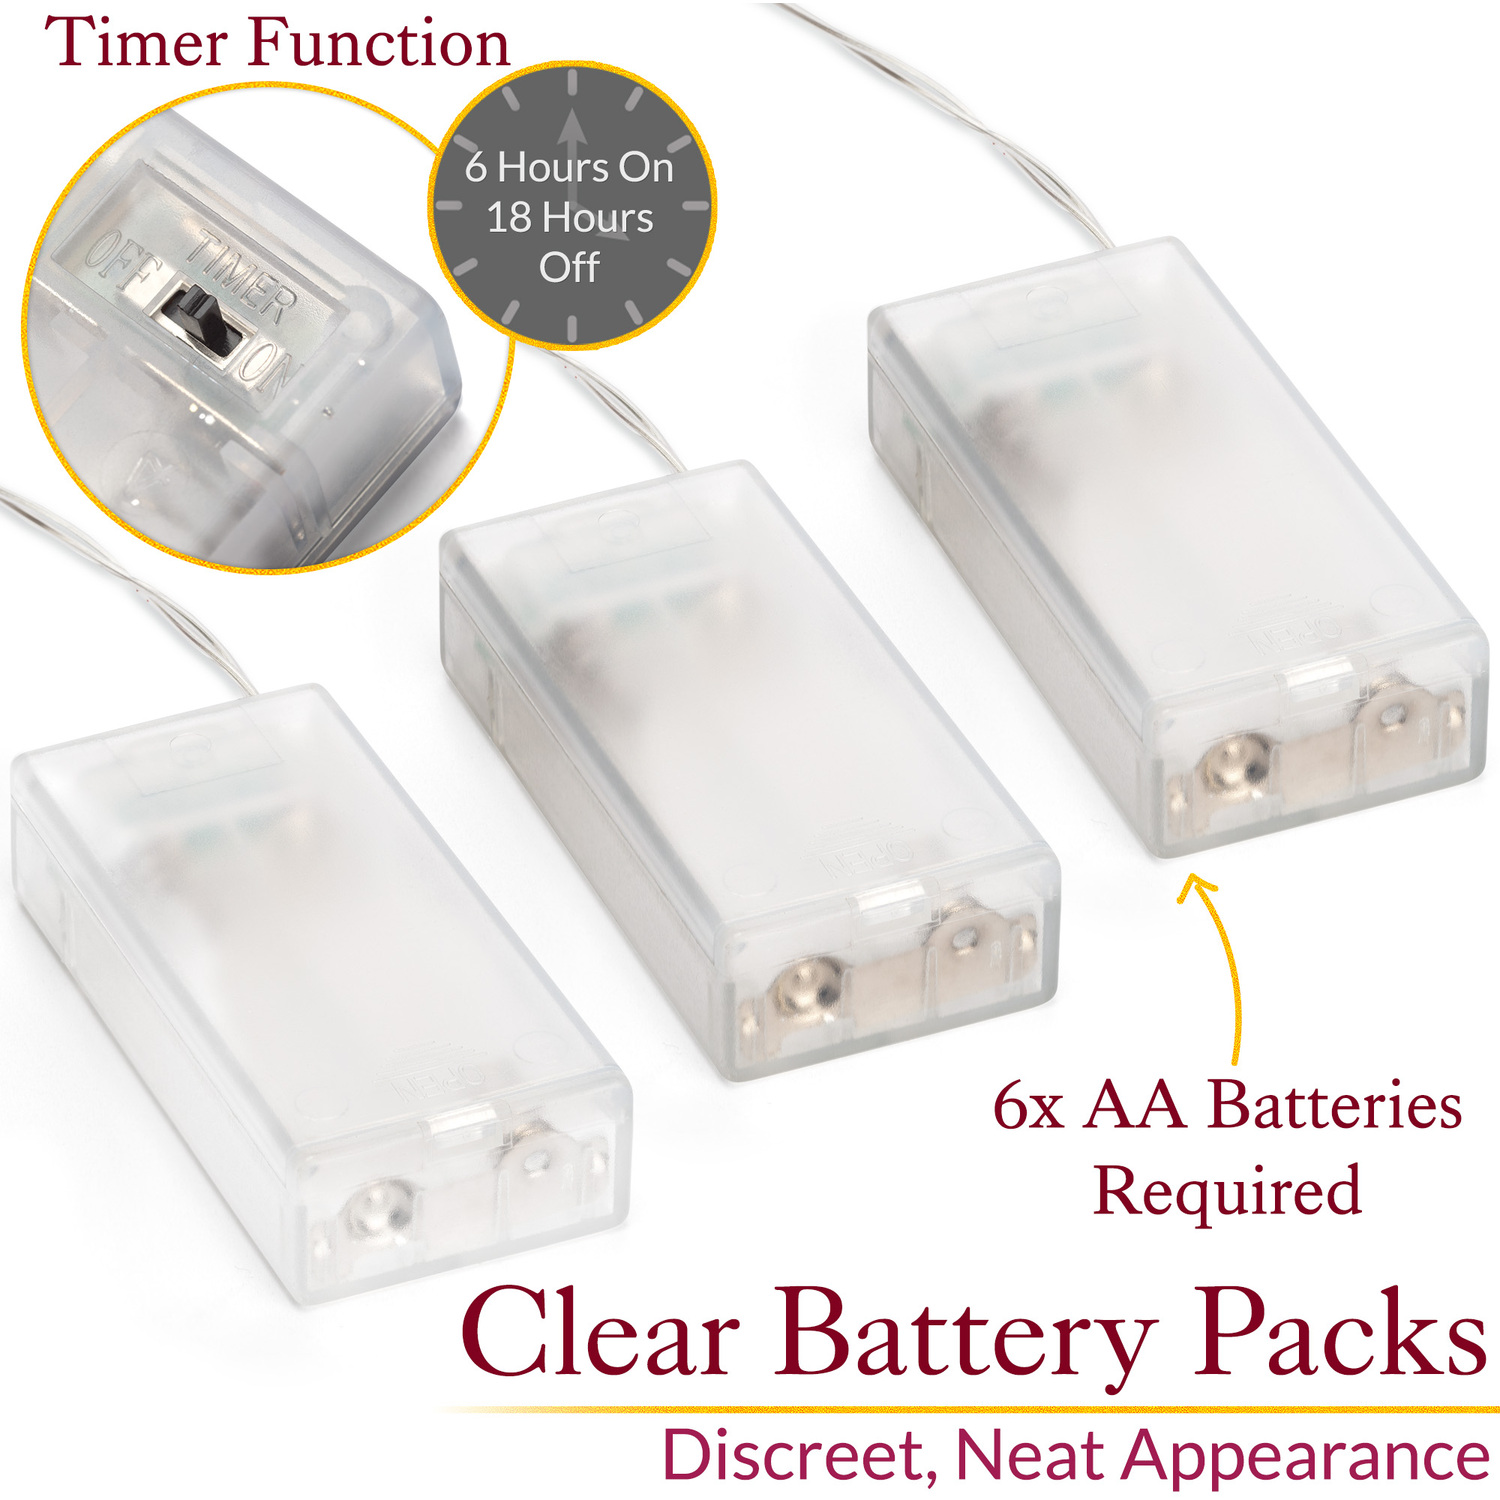 Timer Function
6 Hours On
18 Hours
Off
OFF
TIMER
ON
OPEN
OPEN
OPEN
6x AA Batteries
Required
Clear Battery Packs
Discreet, Neat Appearance